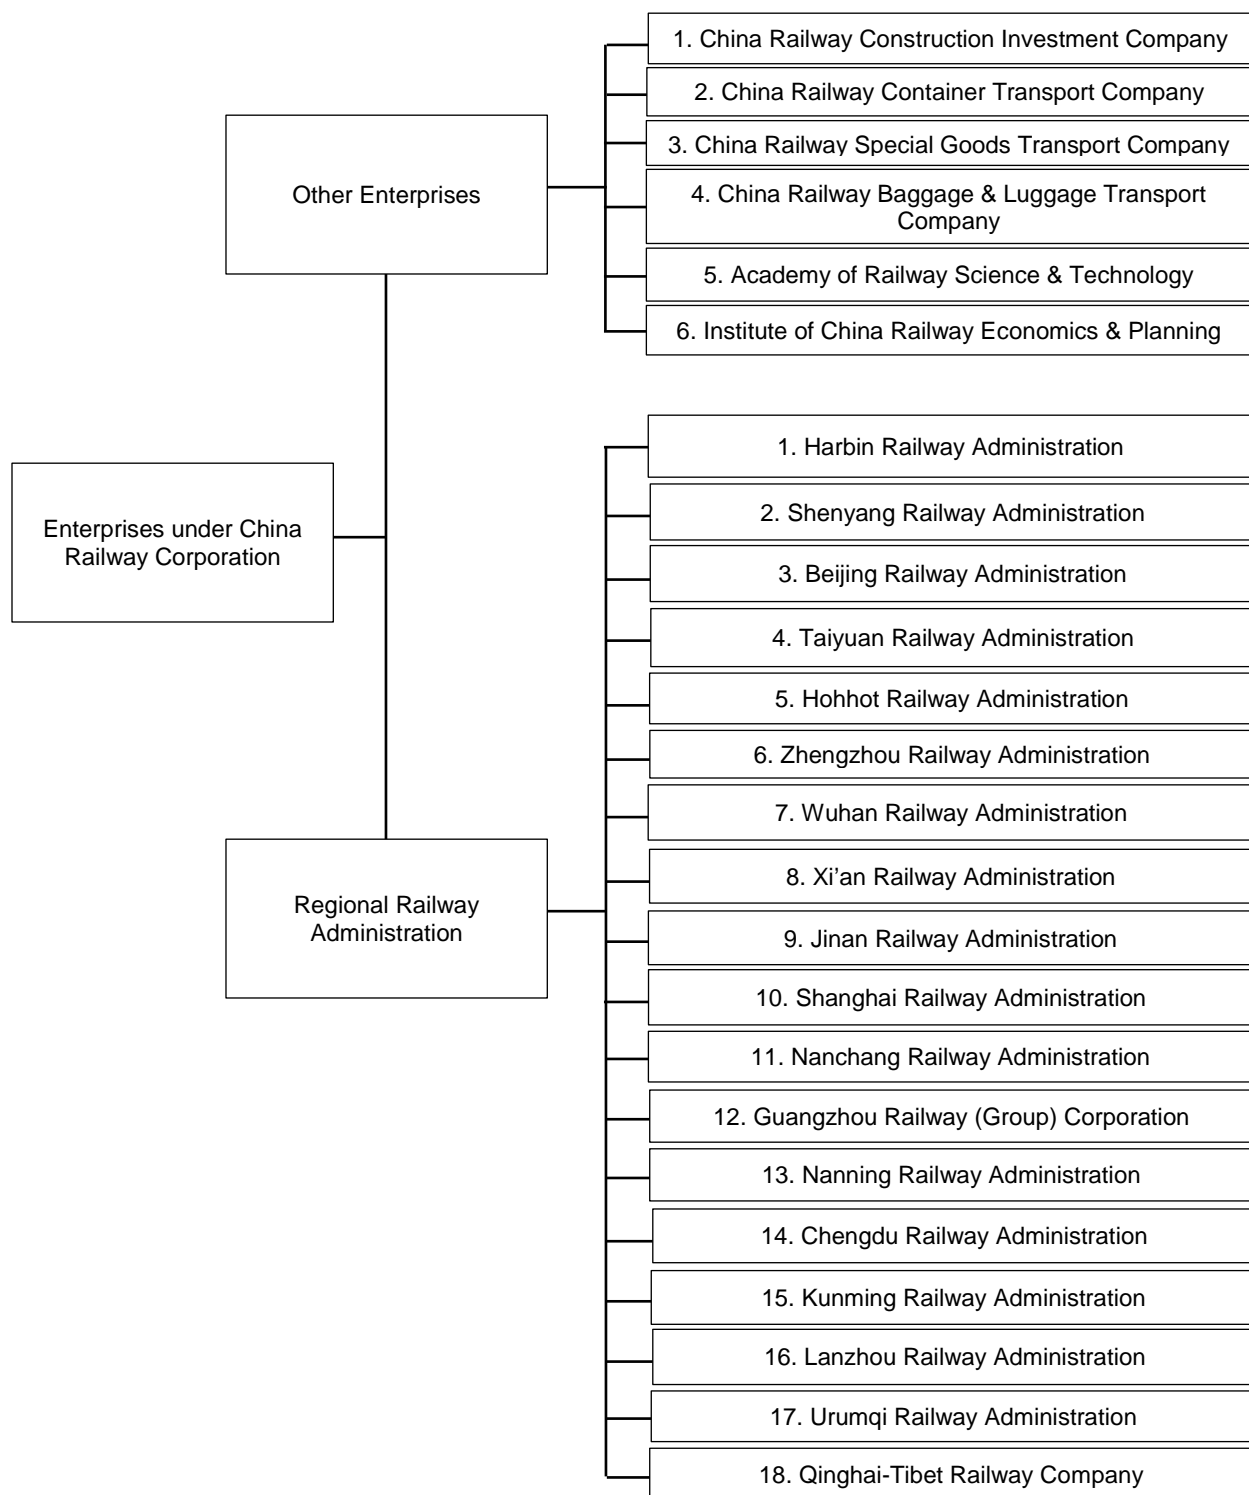 1. China Railway Construction Investment Company
2. China Railway Container Transport Company
3. China Railway Special Goods Transport Company
4. China Railway Baggage & Luggage Transport
Company
5. Academy of Railway Science & Technology
6. Institute of China Railway Economics & Planning
Other Enterprises
Enterprises under China
Railway Corporation
Regional Railway
Administration
1. Harbin Railway Administration
2. Shenyang Railway Administration
3. Beijing Railway Administration
4. Taiyuan Railway Administration
5. Hohhot Railway Administration
6. Zhengzhou Railway Administration
7. Wuhan Railway Administration
8. Xi’an Railway Administration
9. Jinan Railway Administration
10. Shanghai Railway Administration
11. Nanchang Railway Administration
12. Guangzhou Railway (Group) Corporation
13. Nanning Railway Administration
14. Chengdu Railway Administration
15. Kunming Railway Administration
16. Lanzhou Railway Administration
17. Urumqi Railway Administration
18. Qinghai-Tibet Railway Company